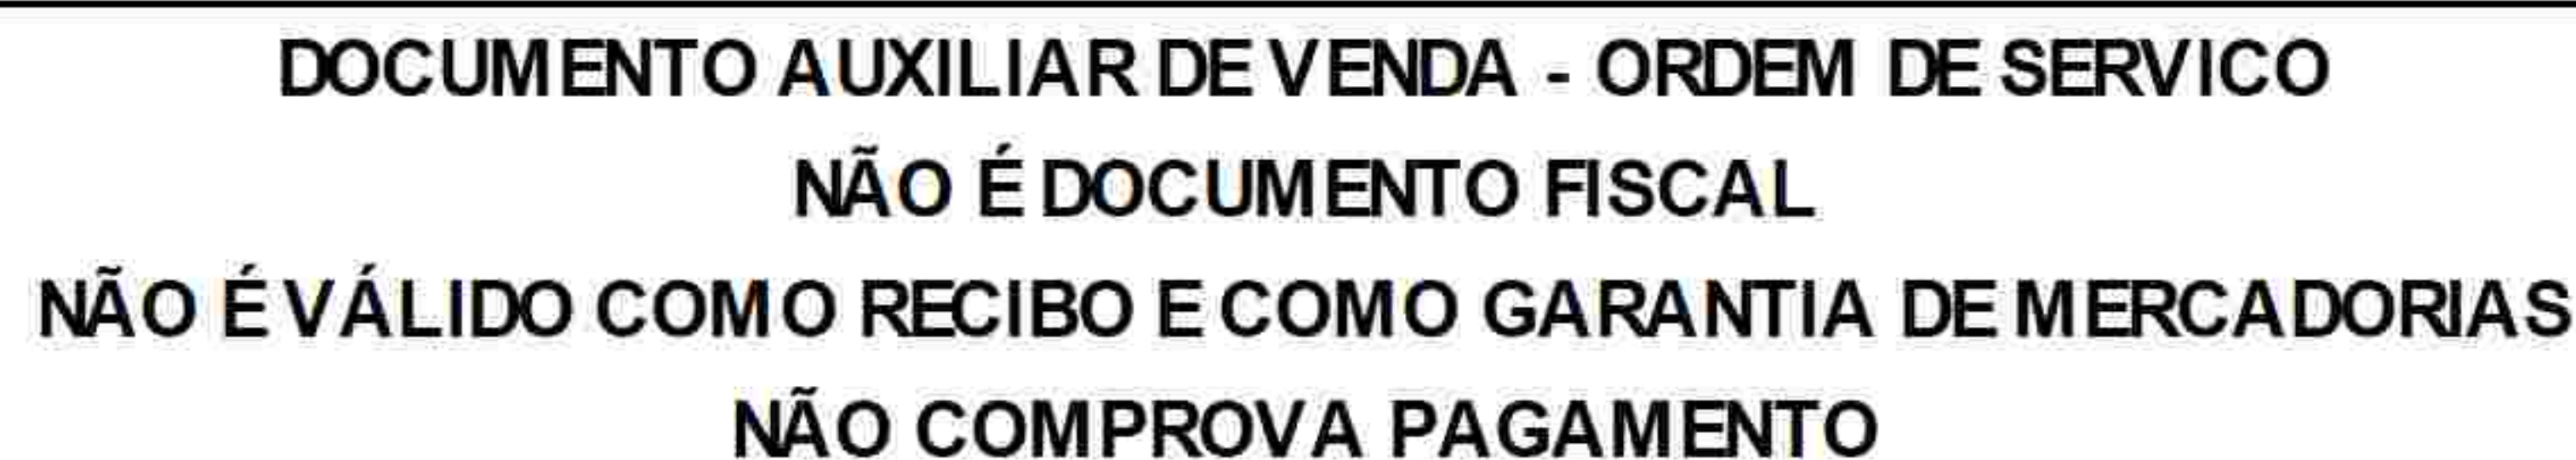 DOCUMENTO AUXILIAR DE VENDA - ORDEM DE SERVICO
NÃO É DOCUMENTO FISCAL
NÃO É VÁLIDO COMO RECIBO E COMO GARANTIA DE MERCADORIAS
NÃO COMPROVA PAGAMENTO